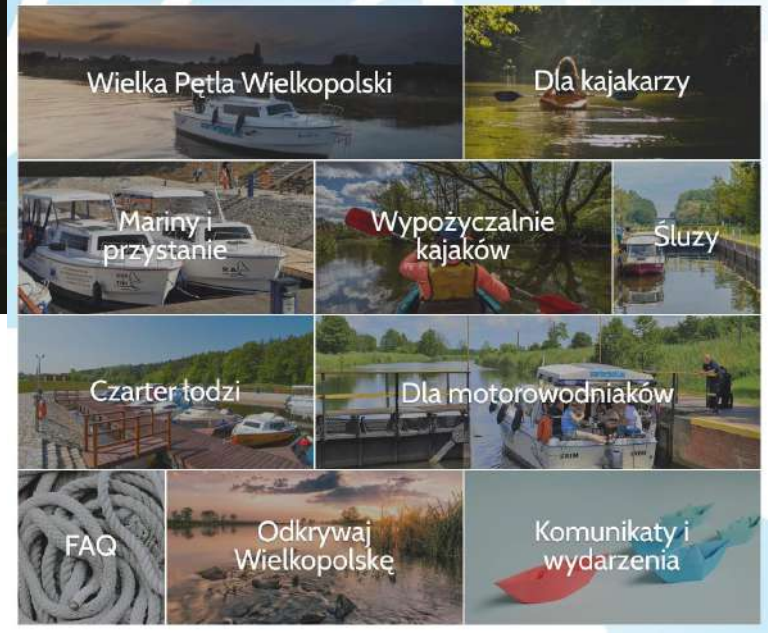 Wielka Pętla Wielkopolski
Dla kajakarzy
Mariny i
przystanie
Wypożyczalnie
kajaków
Śluzy
Czarter łodzi
Dla motorowodniaków
FAQ
Odkrywaj
Wielkopolskę
Komunikaty i
wydarzenia